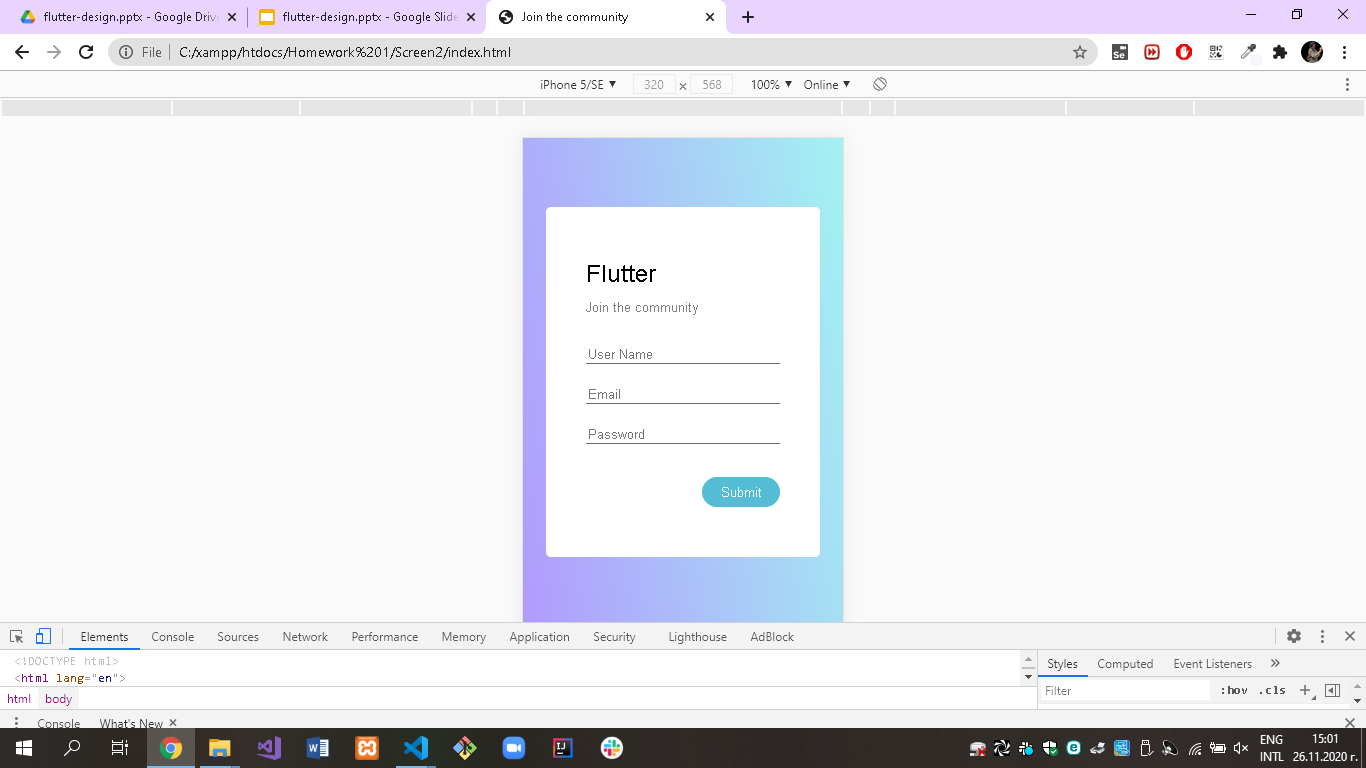 flutter-design.pptx - Google Driv
flutter-design.pptx - Google Slid
Join the community
File
C:/xampp/htdocs/Homework%201/Screen2/index.html
iPhone 5/SE ▼ 320 × 568 100% ▼ Online ▼
Flutter
Join the community
User Name
Email
Password
Submit
Elements Console Sources Network Performance Memory Application Security Lighthouse AdBlock
<!DOCTYPE html>
<html lang="en">
html body
Styles Computed Event Listeners »
Filter :hov .cls
Console What's New
ENG 15:01
INTL 26.11.2020 г.